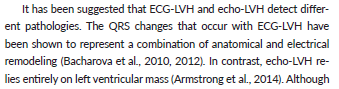 It has been suggested that ECG-LVH and echo-LVH detect differ-
ent pathologies. The QRS changes that occur with ECG-LVH have
been shown to represent a combination of anatomical and electrical
remodeling (Bacharova et al., 2010, 2012). In contrast, echo-LVH re-
lies entirely on left ventricular mass (Armstrong et al., 2014). Although